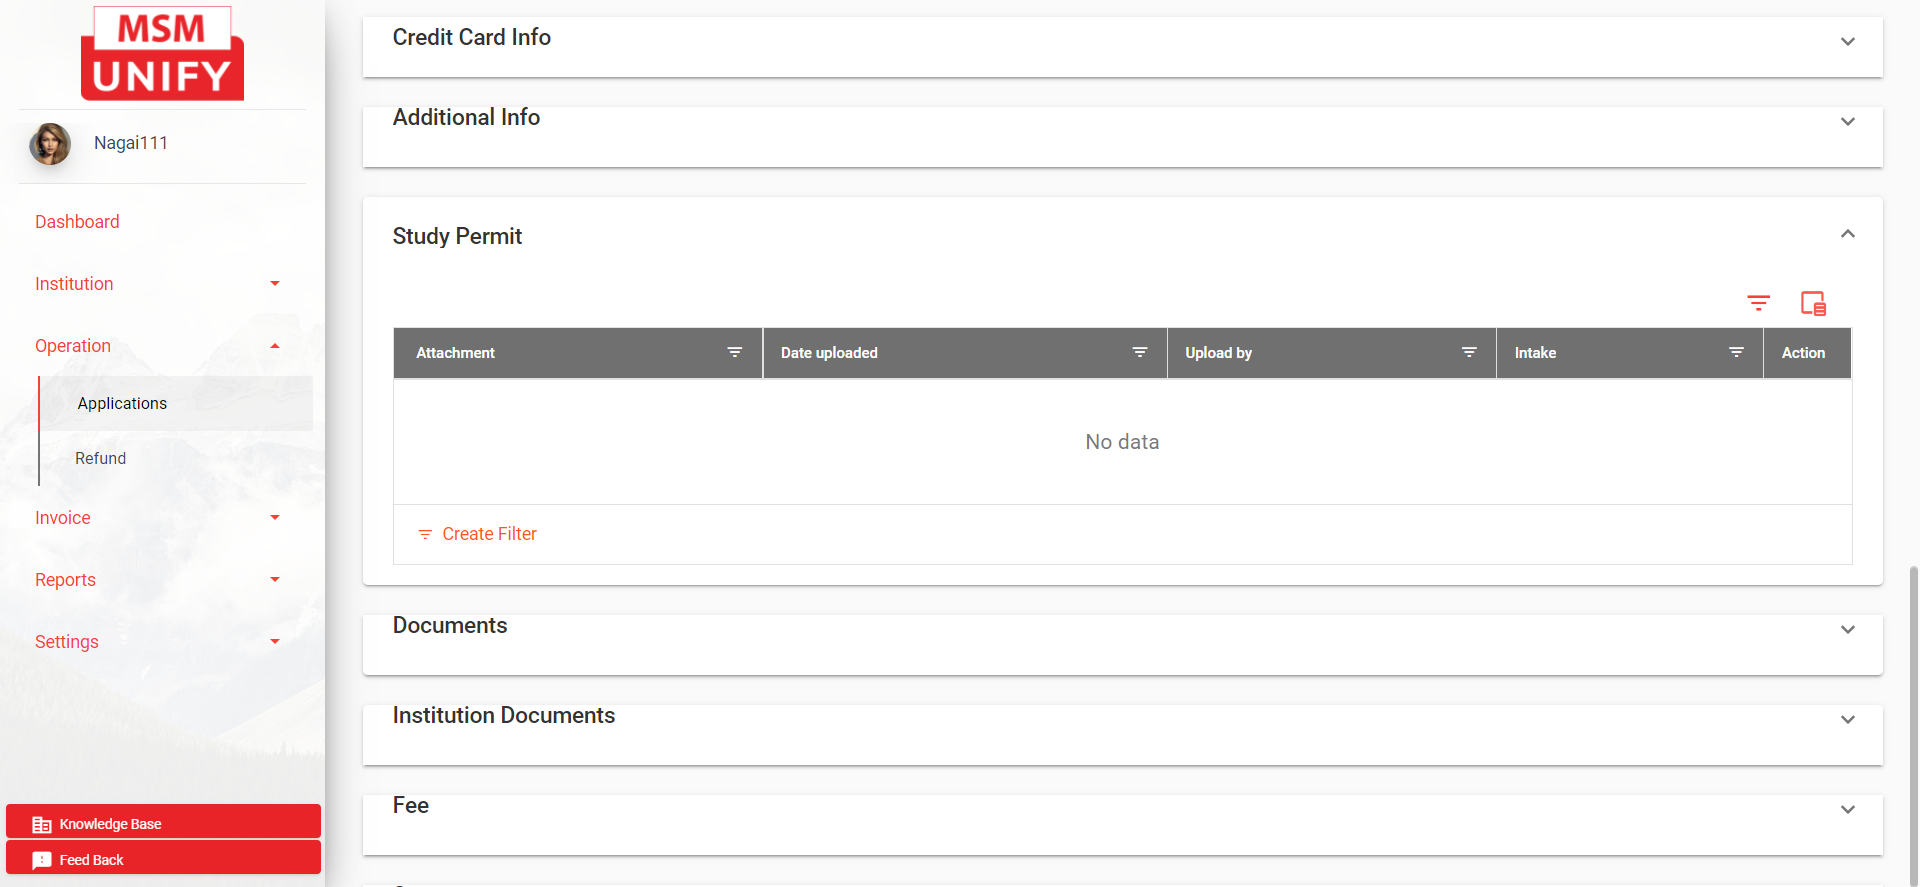 MSM
UNIFY
Nagai111
Dashboard
Institution
Operation
Applications
Refund
Invoice
Reports
Settings
Knowledge Base
Feed Back
Credit Card Info
Additional Info
Study Permit
Attachment Date uploaded Upload by Intake Action
No data
Create Filter
Documents
Institution Documents
Fee